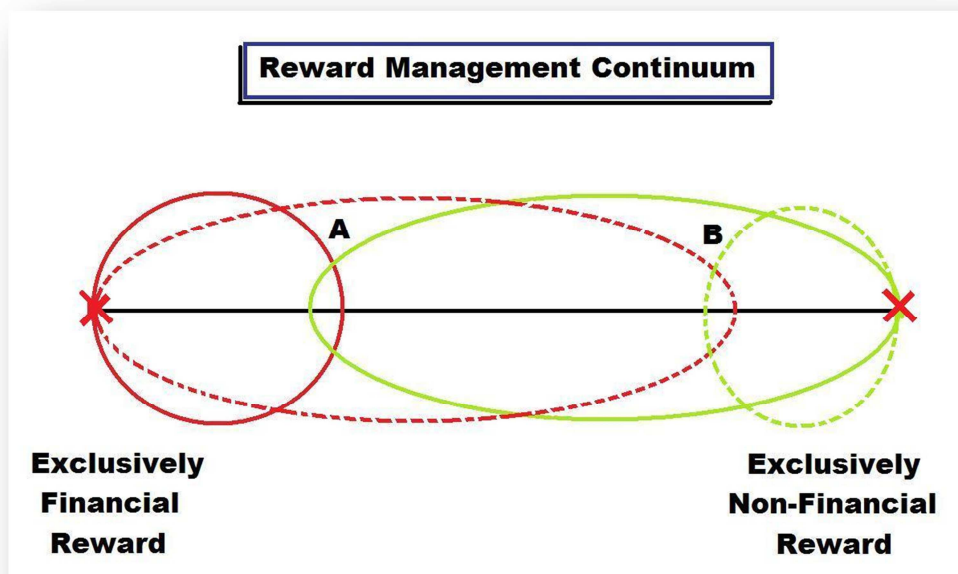 Reward Management Continuum
A
B
Exclusively
Financial
Reward
Exclusively
Non-Financial
Reward